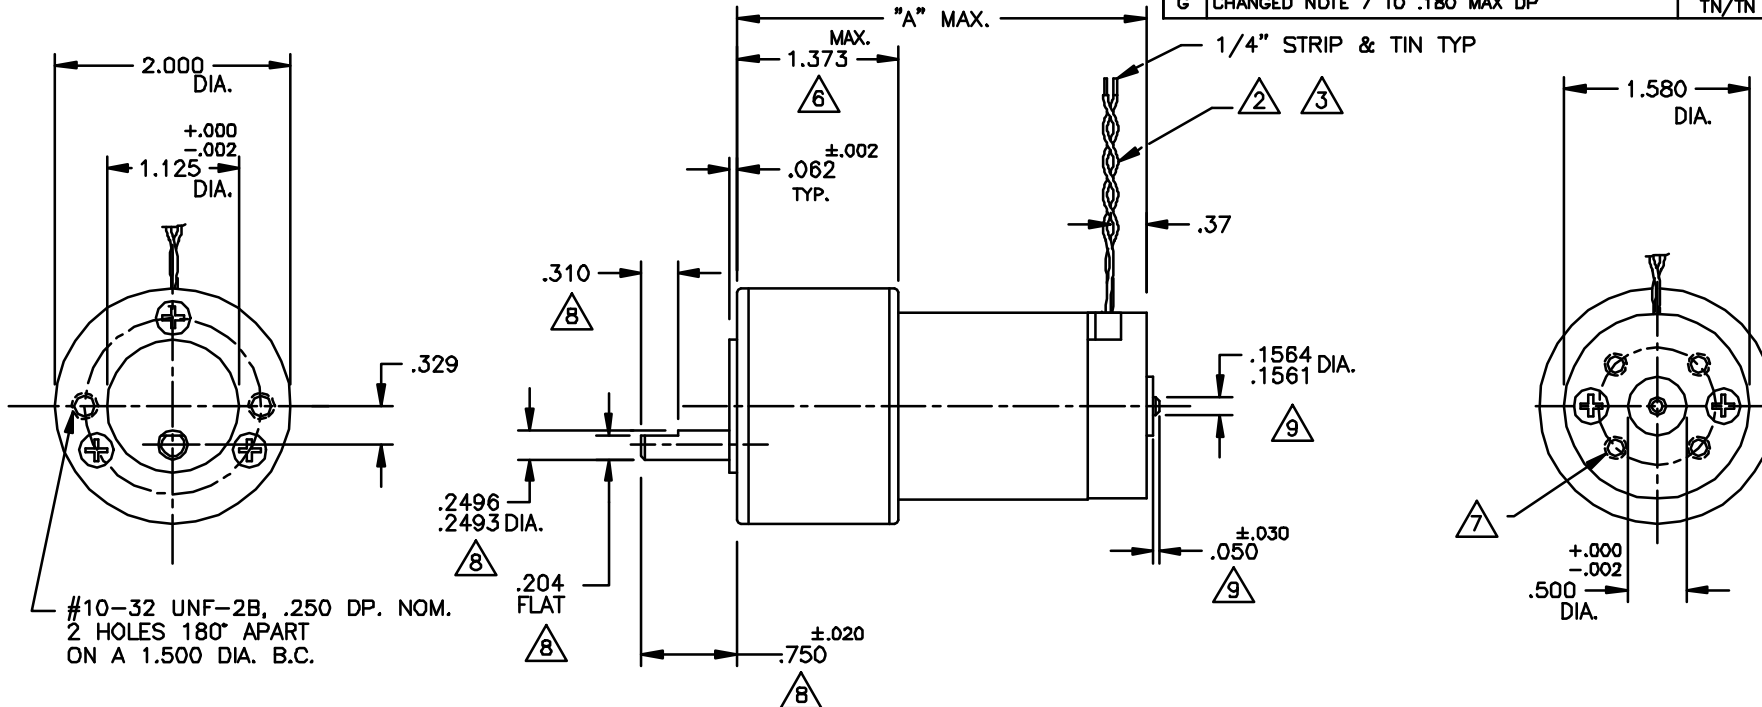 G CHANGED NOTE 7 TO .180 MAX DP TN/TN
"A" MAX.
MAX.
1.373
6
1/4" STRIP & TIN TYP
2 3
2.000
DIA.
+.000
-.002
1.125
DIA.
±.002
.062
TYP.
.37
1.580
DIA.
.310
8
.329
.1564
.1561
DIA.
9
.2496
.2493 DIA.
8
.204
FLAT
8
±.020
.750
8
±.030
.050
9
7
+.000
-.002
.500
DIA.
#10-32 UNF-2B, .250 DP. NOM.
2 HOLES 180° APART
ON A 1.500 DIA. B.C.